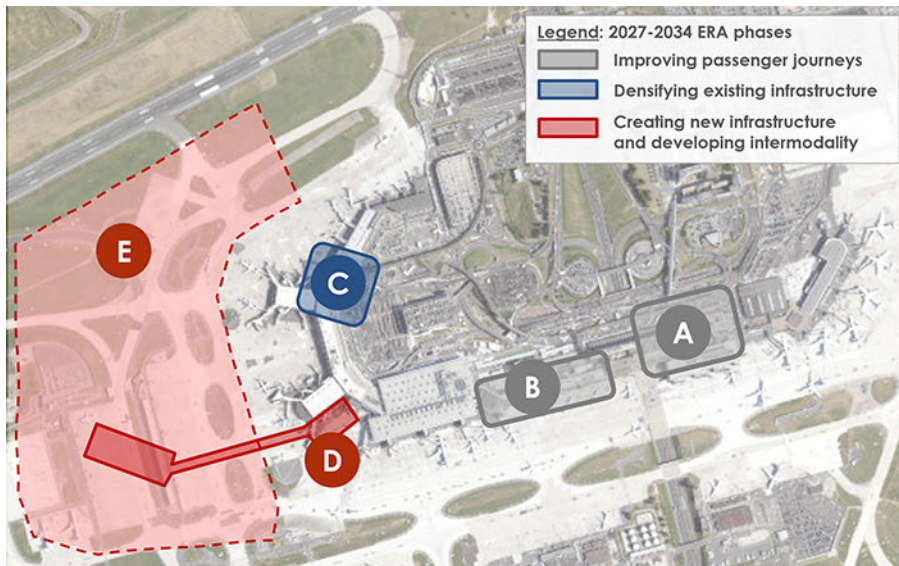 Legend: 2027-2034 ERA phases
Improving passenger journeys
Densifying existing infrastructure
Creating new infrastructure
and developing intermodality
E
C
A
B
D